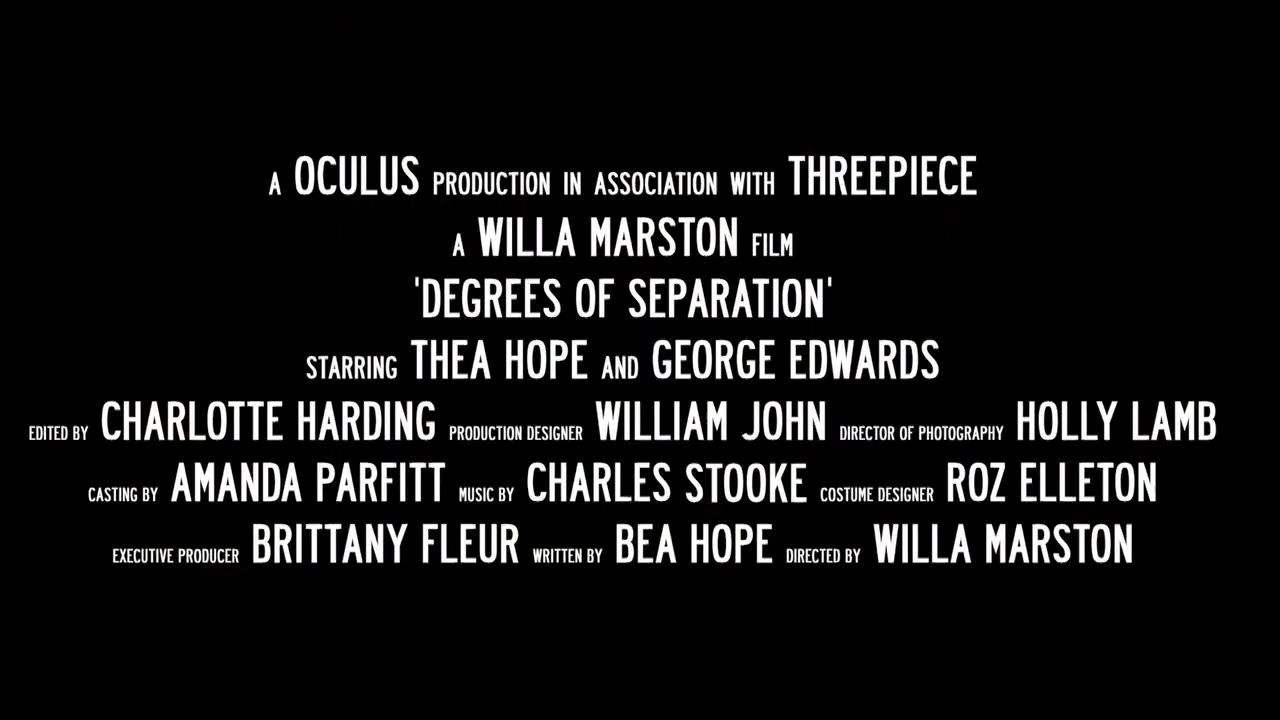 A OCULUS PRODUCTION IN ASSOCIATION WITH THREEPIECE
A WILLA MARSTON FILM
'DEGREES OF SEPARATION'
STARRING THEA HOPE AND GEORGE EDWARDS
EDITED BY CHARLOTTE HARDING PRODUCTION DESIGNER WILLIAM JOHN DIRECTOR OF PHOTOGRAPHY HOLLY LAMB
CASTING BY AMANDA PARFITT MUSIC BY CHARLES STOOKE COSTUME DESIGNER ROZ ELLETON
EXECUTIVE PRODUCER BRITTANY FLEUR WRITTEN BY BEA HOPE DIRECTED BY WILLA MARSTON